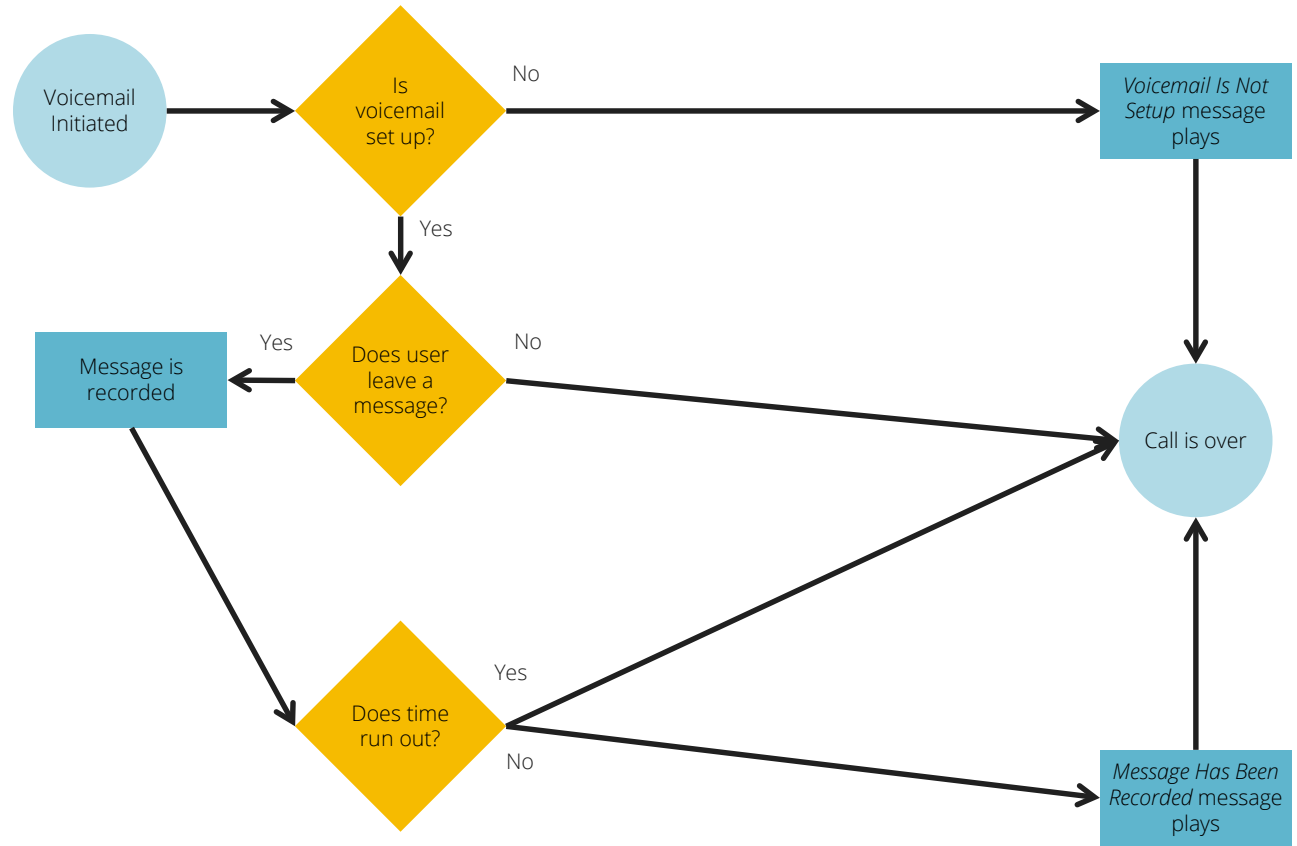 Voicemail
Initiated
Is
voicemail
set up?
No
Voicemail Is Not
Setup message
plays
Yes
Message is
recorded
Yes
Does user
leave a
message?
No
Call is over
Does time
run out?
Yes
No
Message Has Been
Recorded message
plays